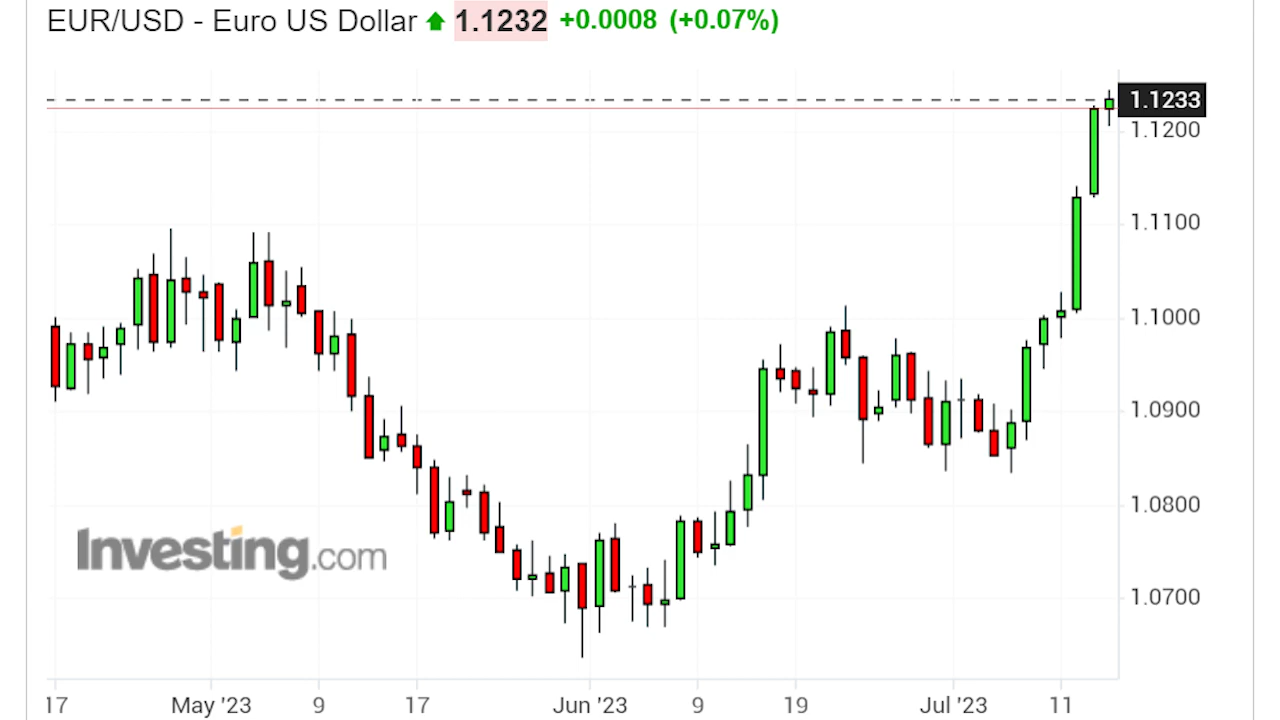 EUR/USD - Euro US Dollar 1.1232 +0.0008 (+0.07%)
1.1233
1.1200
1.1100
1.1000
1.0900
1.0800
Investing.com
1.0700
17 May '23 9 17 Jun '23 9 19 Jul '23 11